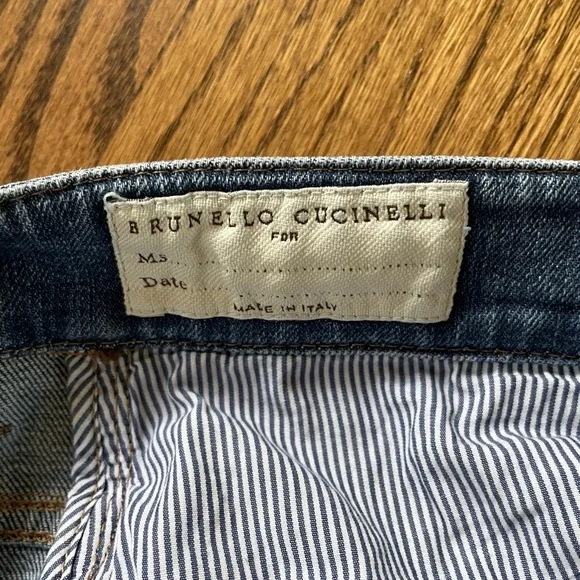 BRUNELLO CUCINELLI
FOR
Ms
Date
MADE IN ITALY